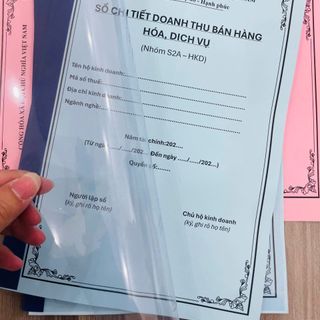 - Hạnh phúc
SỔ CHI TIẾT DOANH THU BÁN HÀNG
HÓA, DỊCH VỤ
(Nhóm S2A – HKD)
Tên hộ kinh doanh:
Mã số thuế:
Địa chỉ kinh doanh:
Ngành nghề:
Năm tài chính:202....
(Từ ngày ....../....../202... Đến ngày ....../....../202...)
Quyển số:.......
Người lập sổ
(ký, ghi rõ họ tên)
Chủ hộ kinh doanh
(ký, ghi rõ họ tên)
CỘNG HÒA XÃ HỘI CHỦ NGHĨA VIỆT NAM